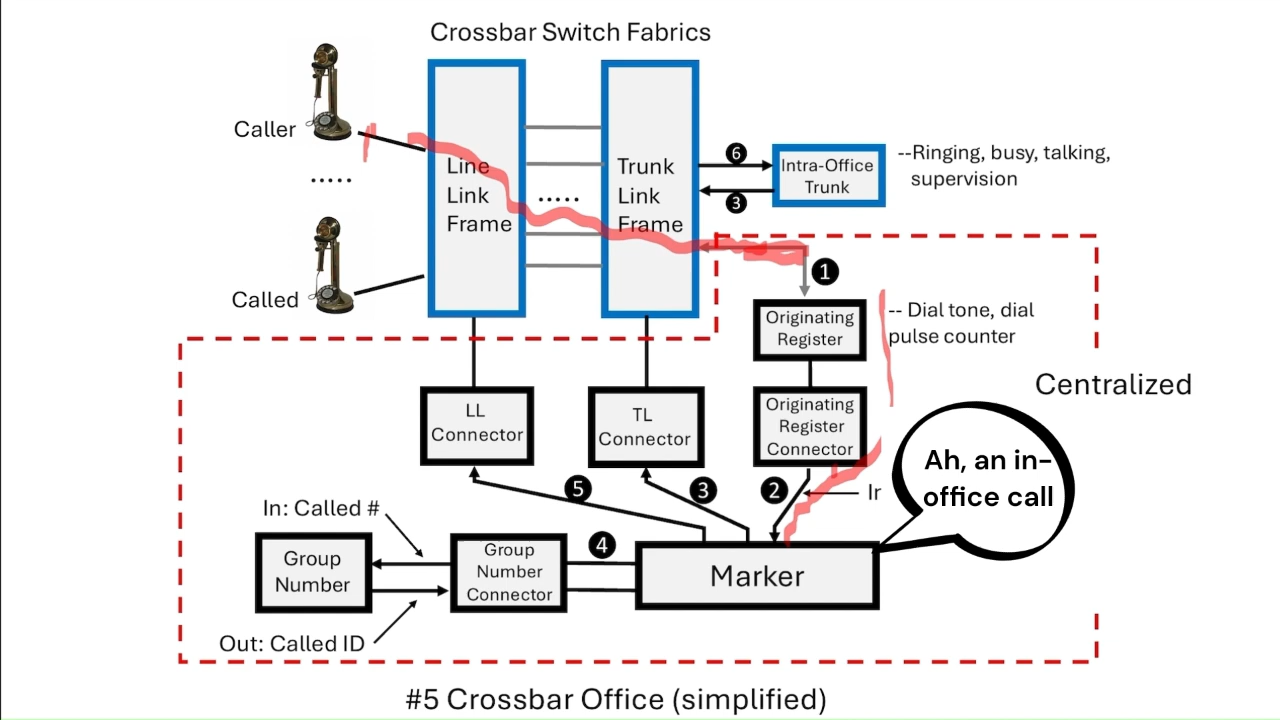 Crossbar Switch Fabrics
Caller
.....
Called
Line
Link
Frame
.....
Trunk
Link
Frame
6
3
Intra-Office
Trunk
--Ringing, busy, talking,
supervision
1
Originating
Register
-- Dial tone, dial
pulse counter
Centralized
LL
Connector
TL
Connector
Originating
Register
Connector
Ah, an in-
office call
5
3
2
Ir
In: Called #
Group
Number
Group
Number
Connector
4
Marker
Out: Called ID
#5 Crossbar Office (simplified)